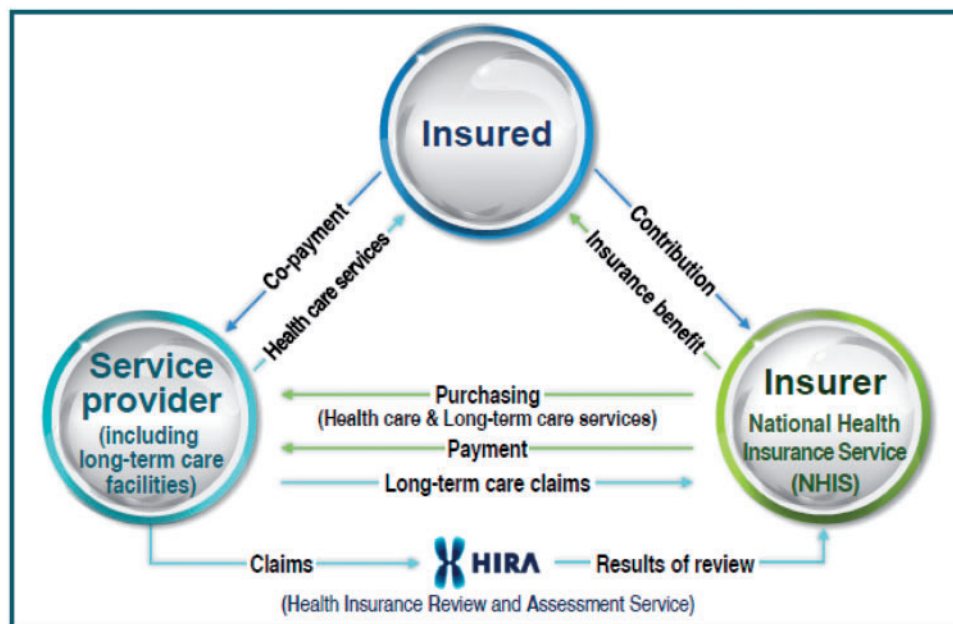 Insured
Co-payment
Health care services
Insurance benefit
Contribution
Service
provider
(including
long-term care
facilities)
Purchasing
(Health care & Long-term care services)
Payment
Long-term care claims
Insurer
National Health
Insurance Service
(NHIS)
Claims
HIRA
Results of review
(Health Insurance Review and Assessment Service)